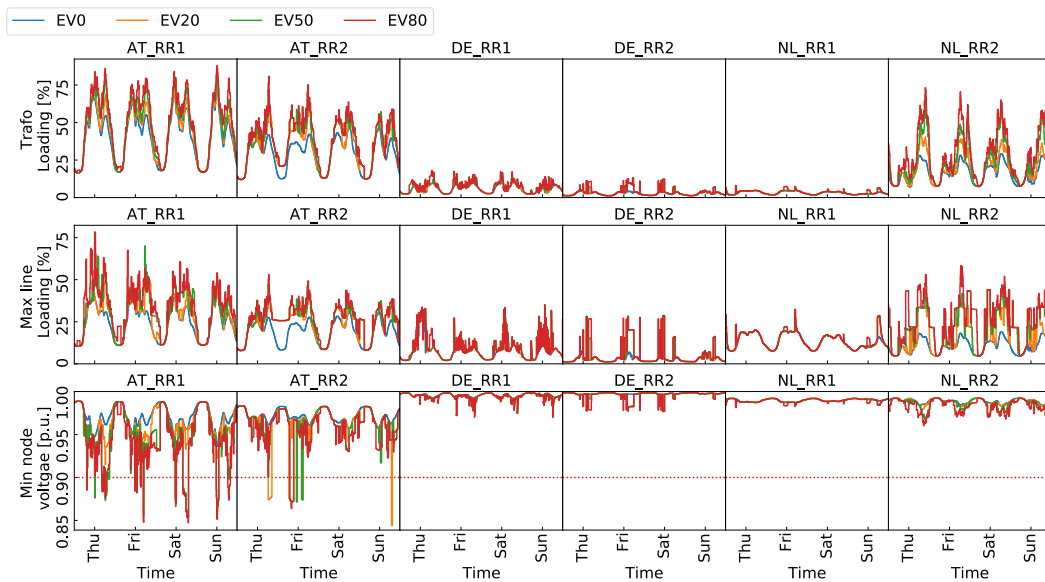 EV0 EV20 EV50 EV80
AT_RR1 AT_RR2 DE_RR1 DE_RR2 NL_RR1 NL_RR2
Trafo
Loading [%]
75
50
25
0
AT_RR1 AT_RR2 DE_RR1 DE_RR2 NL_RR1 NL_RR2
Max line
Loading [%]
75
50
25
0
AT_RR1 AT_RR2 DE_RR1 DE_RR2 NL_RR1 NL_RR2
Min node
voltgae [p.u.]
1.00
0.95
0.90
0.85
Thu Fri Sat Sun Thu Fri Sat Sun Thu Fri Sat Sun Thu Fri Sat Sun Thu Fri Sat Sun Thu Fri Sat Sun
Time Time Time Time Time Time